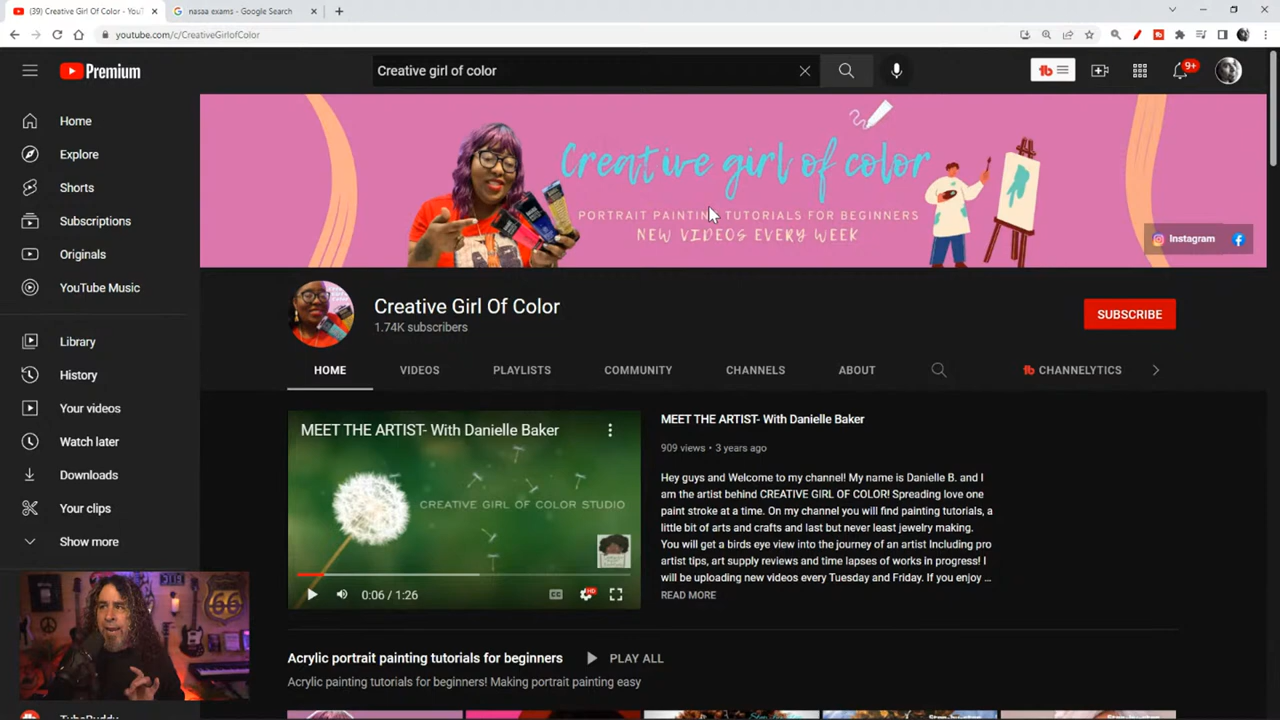 (39) Creative Girl Of Color - YouT
nasaa exams - Google Search
youtube.com/c/CreativeGirlofColor
Premium
Creative girl of color
tb
9+
Home
Explore
Shorts
Subscriptions
Originals
YouTube Music
Library
History
Your videos
Watch later
Downloads
Your clips
Show more
TubeBuddy
Creative girl of color
PORTRAIT PAINTING TUTORIALS FOR BEGINNERS
NEW VIDEOS EVERY WEEK
Instagram
Creative Girl Of Color
1.74K subscribers
SUBSCRIBE
HOME
VIDEOS
PLAYLISTS
COMMUNITY
CHANNELS
ABOUT
tb CHANNELYTICS
MEET THE ARTIST- With Danielle Baker
CREATIVE GIRL OF COLOR STUDIO
0:06 / 1:26
CC
HD
MEET THE ARTIST- With Danielle Baker
909 views • 3 years ago
Hey guys and Welcome to my channel! My name is Danielle B. and I
am the artist behind CREATIVE GIRL OF COLOR! Spreading love one
paint stroke at a time. On my channel you will find painting tutorials, a
little bit of arts and crafts and last but never least jewelry making.
You will get a birds eye view into the journey of an artist Including pro
artist tips, art supply reviews and time lapses of works in progress! I
will be uploading new videos every Tuesday and Friday. If you enjoy ...
READ MORE
Acrylic portrait painting tutorials for beginners
PLAY ALL
Acrylic painting tutorials for beginners! Making portrait painting easy
66